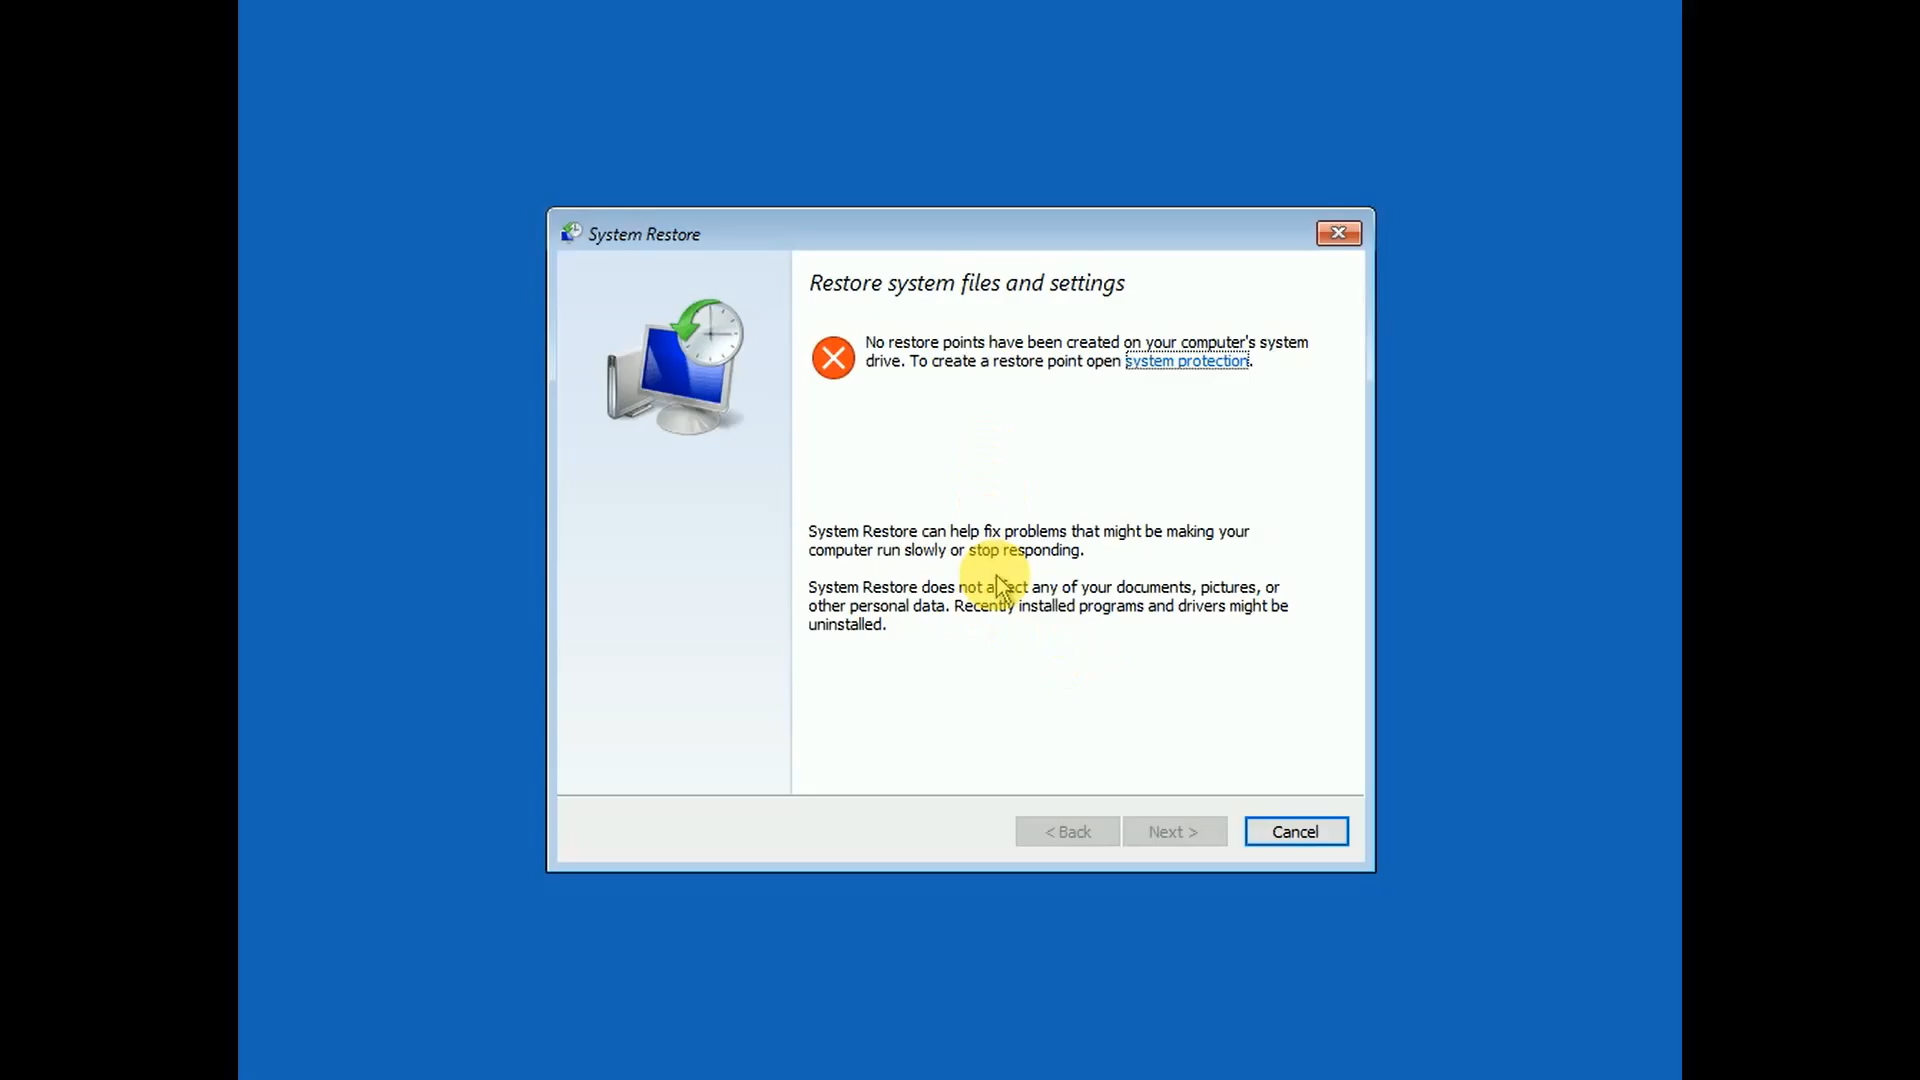 System Restore
Restore system files and settings
No restore points have been created on your computer's system
drive. To create a restore point open system protection.
System Restore can help fix problems that might be making your
computer run slowly or stop responding.
System Restore does not affect any of your documents, pictures, or
other personal data. Recently installed programs and drivers might be
uninstalled.
< Back
Next >
Cancel